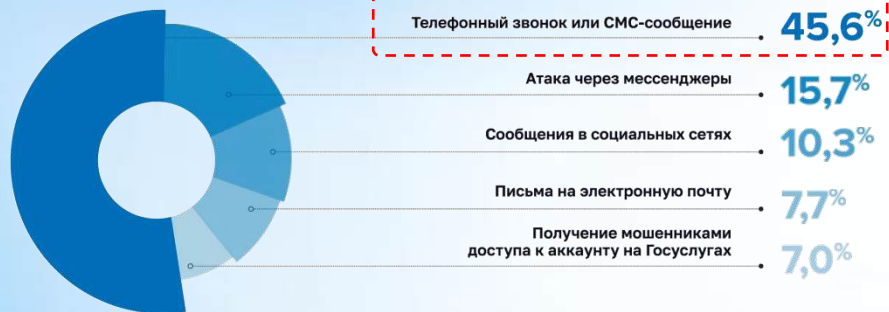 Телефонный звонок или СМС-сообщение 45,6%
Атака через мессенджеры 15,7%
Сообщения в социальных сетях 10,3%
Письма на электронную почту 7,7%
Получение мошенниками
доступа к аккаунту на Госуслугах 7,0%